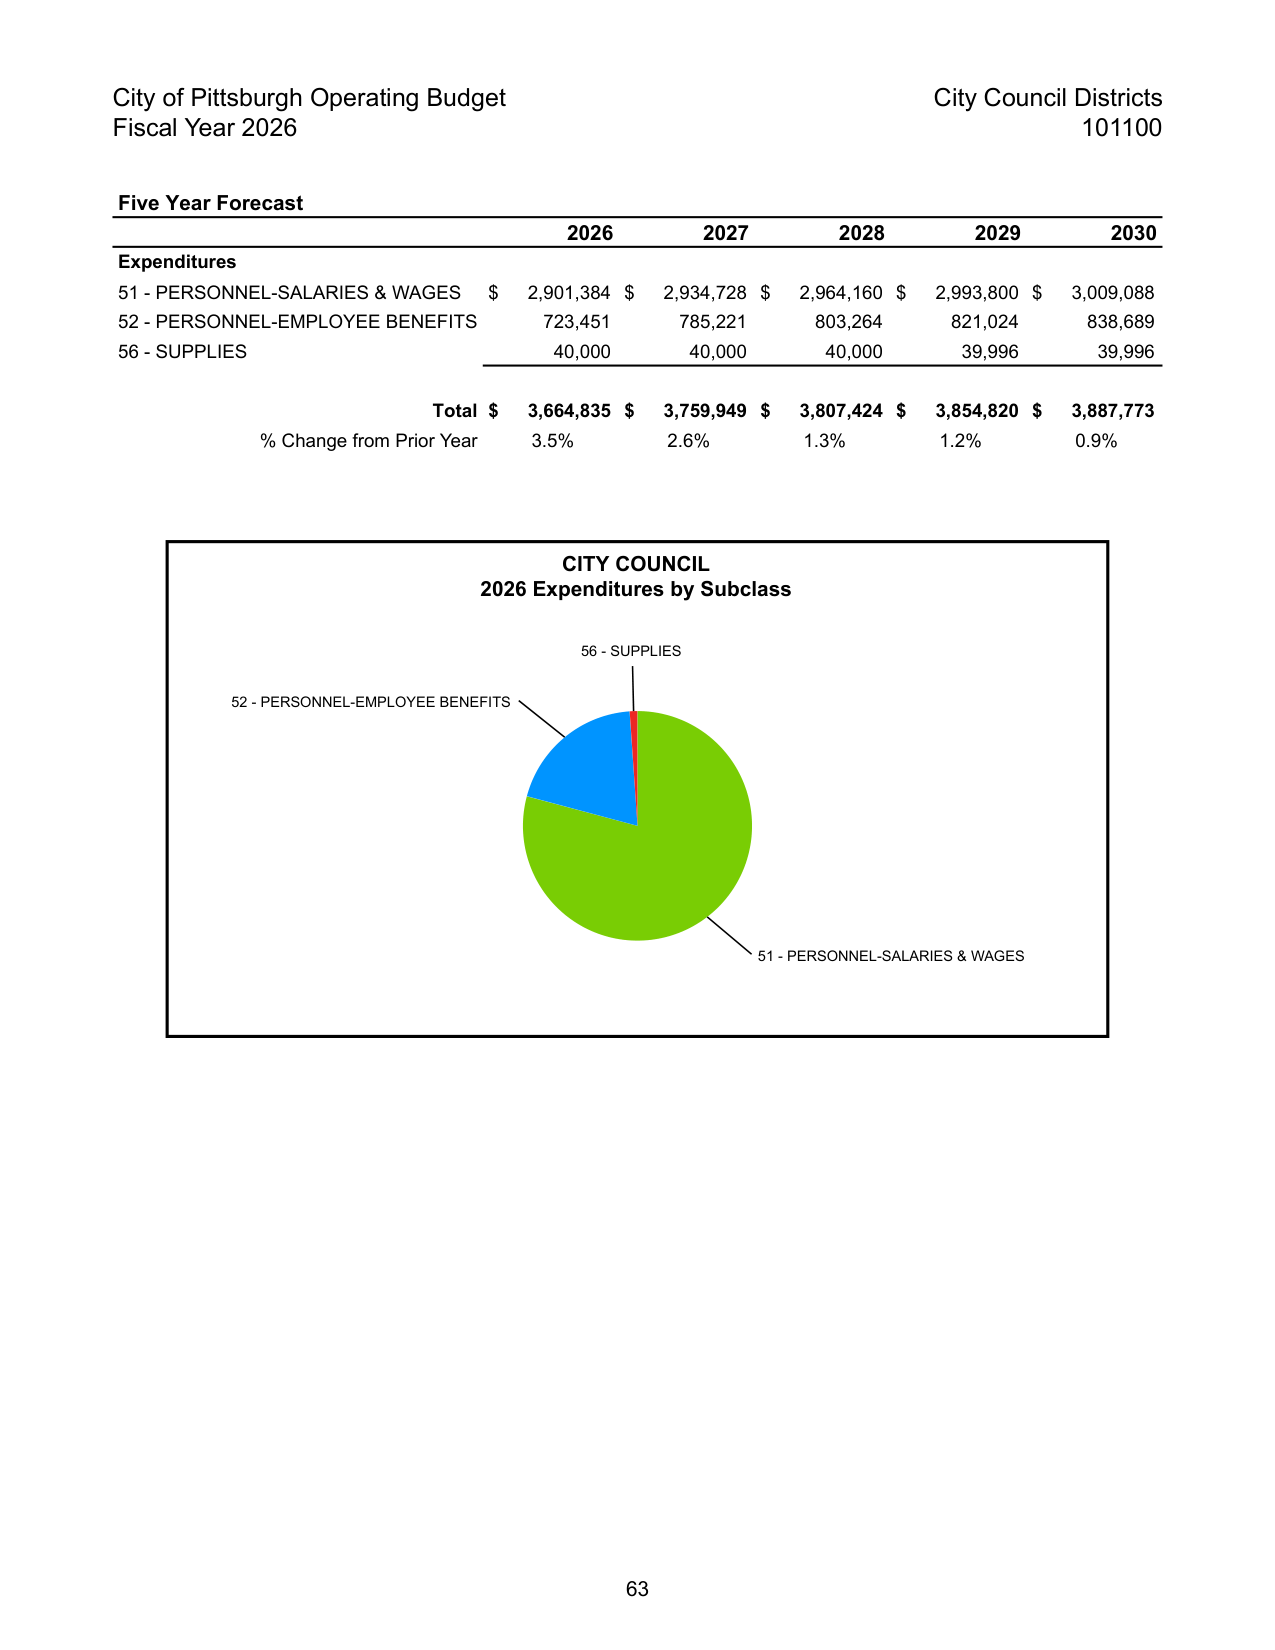 City of Pittsburgh Operating Budget City Council Districts
Fiscal Year 2026 101100
Five Year Forecast
2026 2027 2028 2029 2030
Expenditures
51 - PERSONNEL-SALARIES & WAGES $ 2,901,384 $ 2,934,728 $ 2,964,160 $ 2,993,800 $ 3,009,088
52 - PERSONNEL-EMPLOYEE BENEFITS 723,451 785,221 803,264 821,024 838,689
56 - SUPPLIES 40,000 40,000 40,000 39,996 39,996
Total $ 3,664,835 $ 3,759,949 $ 3,807,424 $ 3,854,820 $ 3,887,773
% Change from Prior Year 3.5% 2.6% 1.3% 1.2% 0.9%
CITY COUNCIL
2026 Expenditures by Subclass
56 - SUPPLIES
52 - PERSONNEL-EMPLOYEE BENEFITS
51 - PERSONNEL-SALARIES & WAGES
63